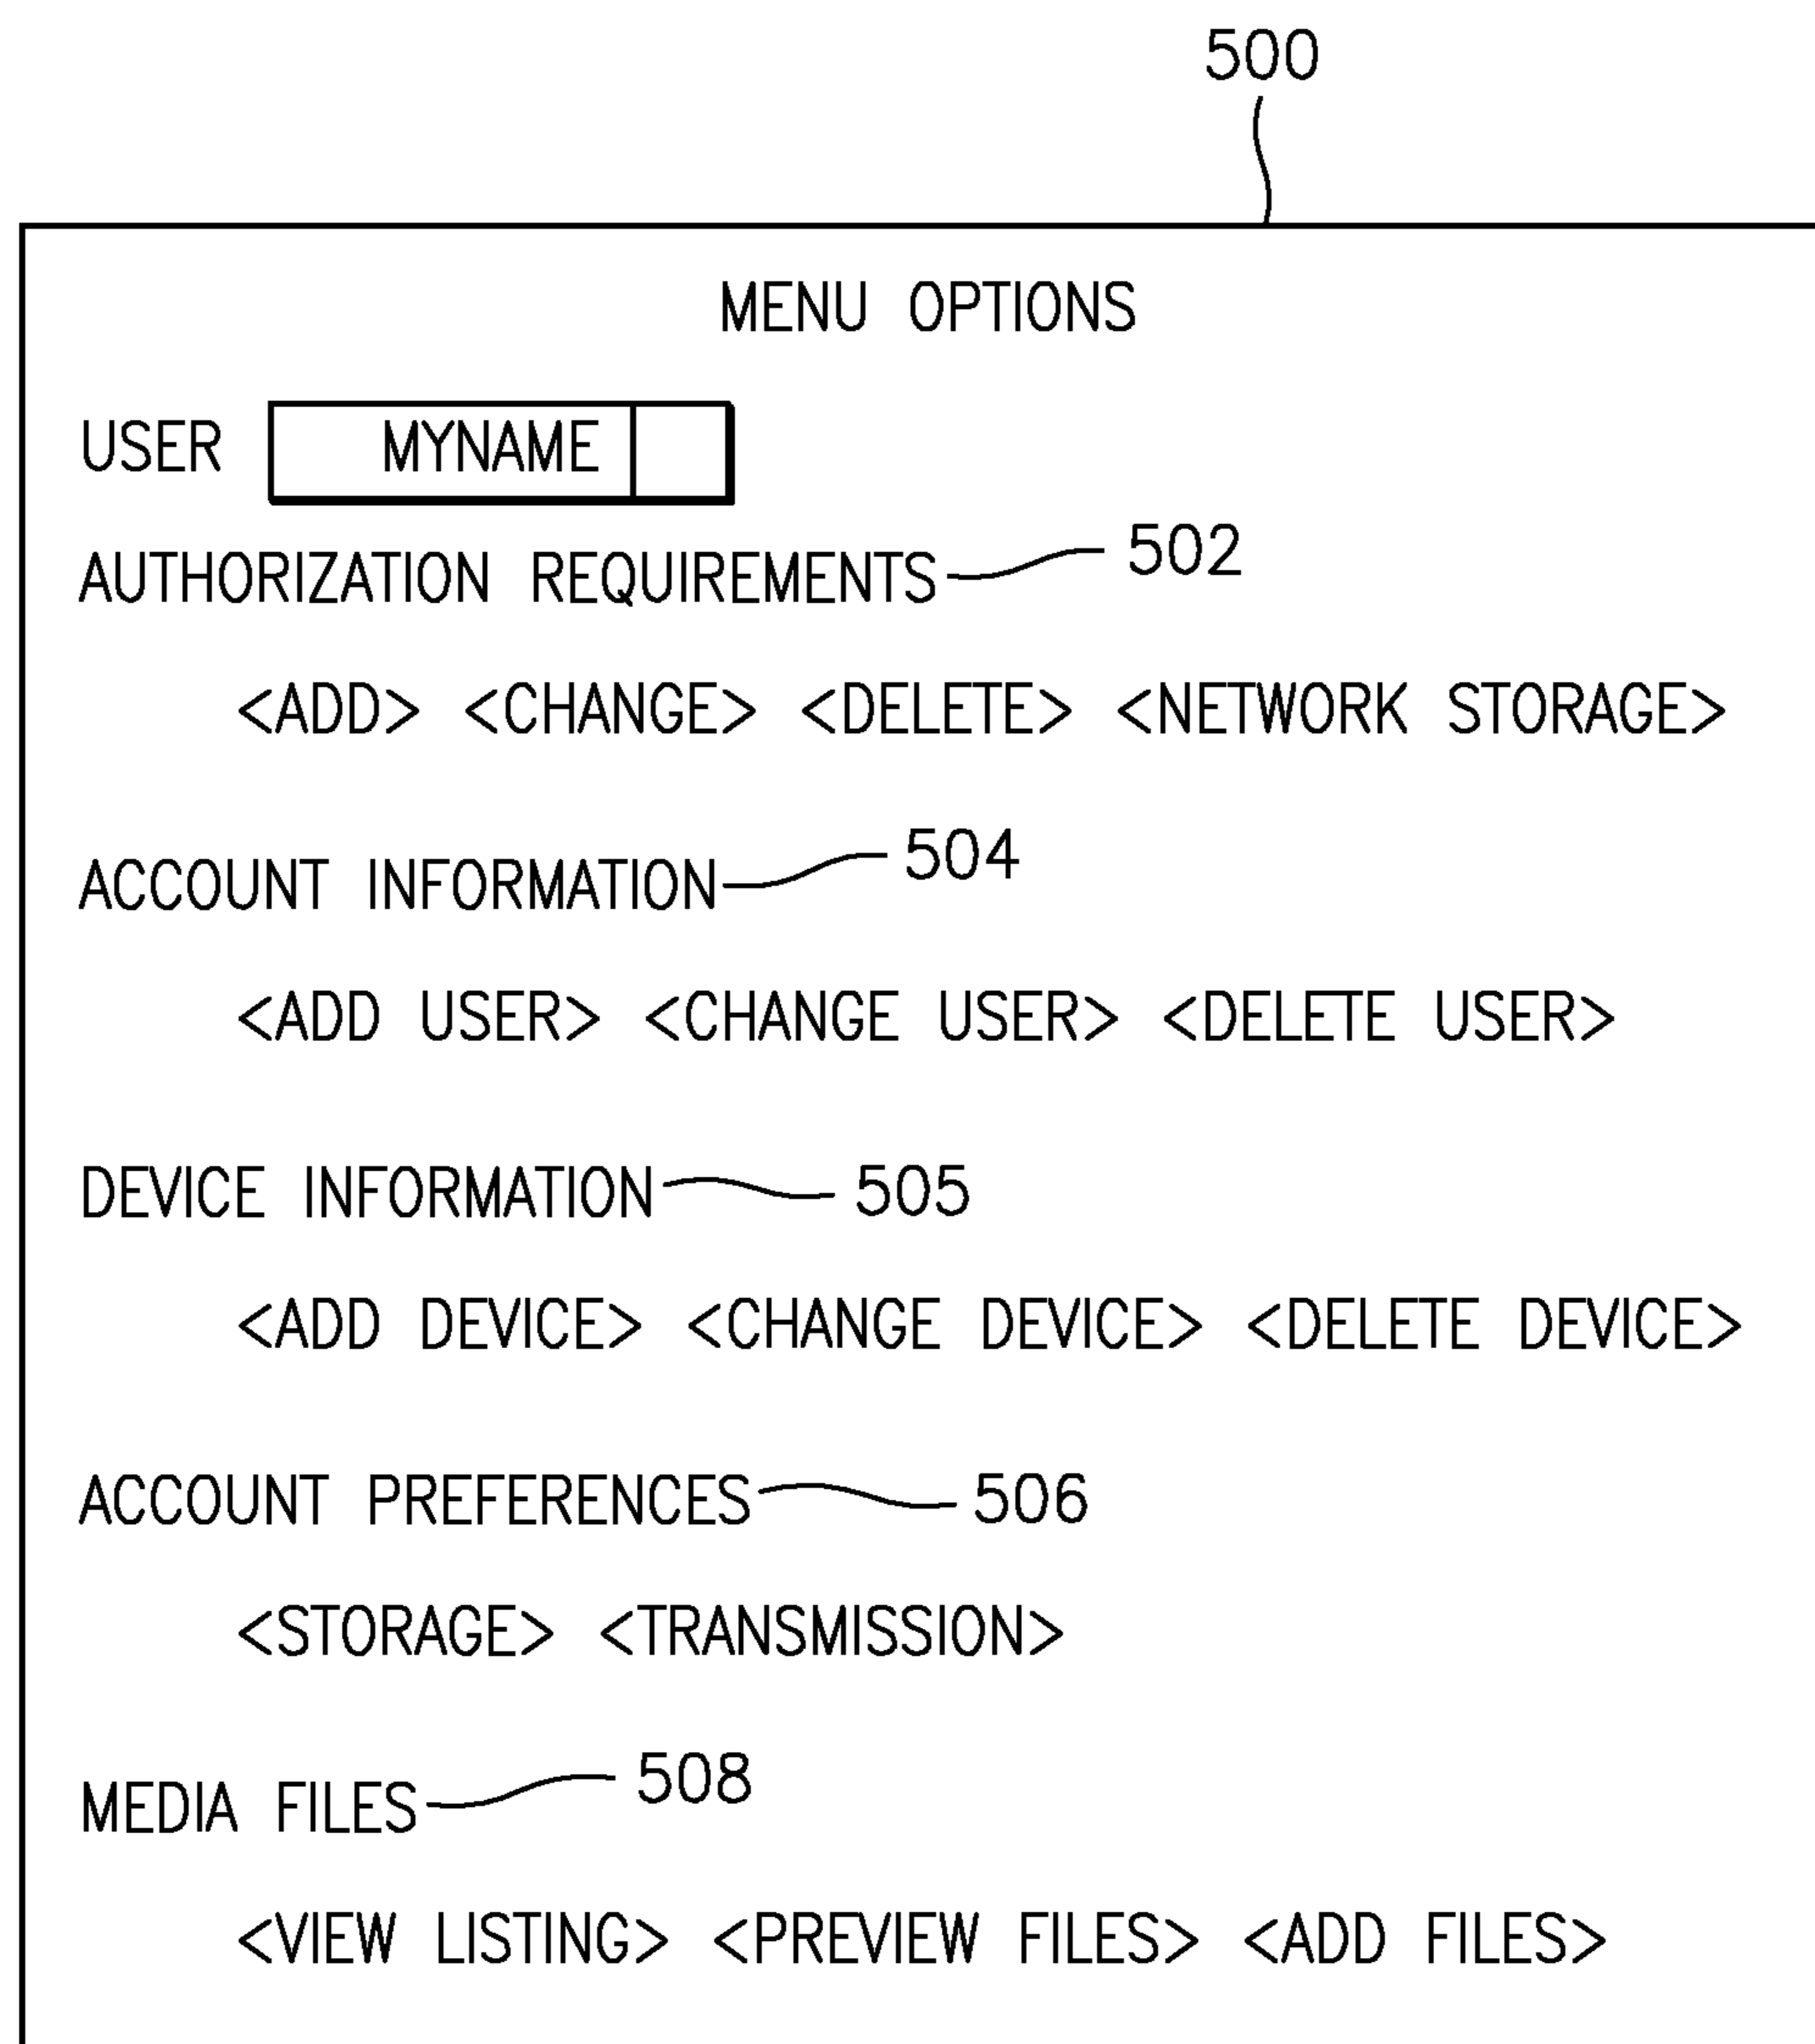 500
MENU OPTIONS
USER MYNAME
AUTHORIZATION REQUIREMENTS 502
<ADD> <CHANGE> <DELETE> <NETWORK STORAGE>
ACCOUNT INFORMATION 504
<ADD USER> <CHANGE USER> <DELETE USER>
DEVICE INFORMATION 505
<ADD DEVICE> <CHANGE DEVICE> <DELETE DEVICE>
ACCOUNT PREFERENCES 506
<STORAGE> <TRANSMISSION>
MEDIA FILES 508
<VIEW LISTING> <PREVIEW FILES> <ADD FILES>